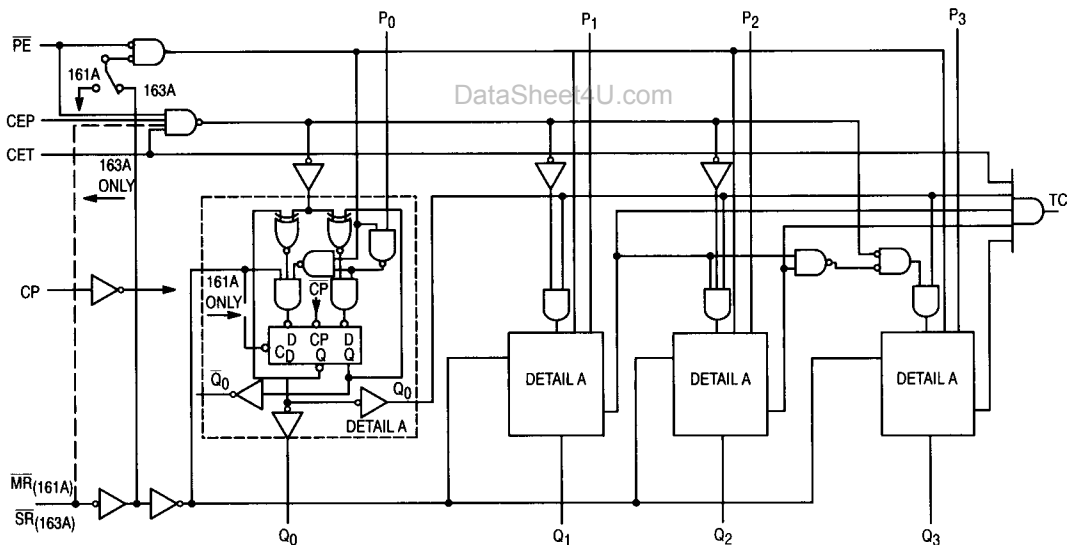 P0
P1
P2
P3
PE
161A
163A
DataSheet4U.com
CEP
CET
163A
ONLY
TC
161A
ONLY
CP
CP
D CP D
CD Q Q
Q0
Q0
DETAIL A
DETAIL A
DETAIL A
DETAIL A
MR(161A)
SR(163A)
Q0
Q1
Q2
Q3